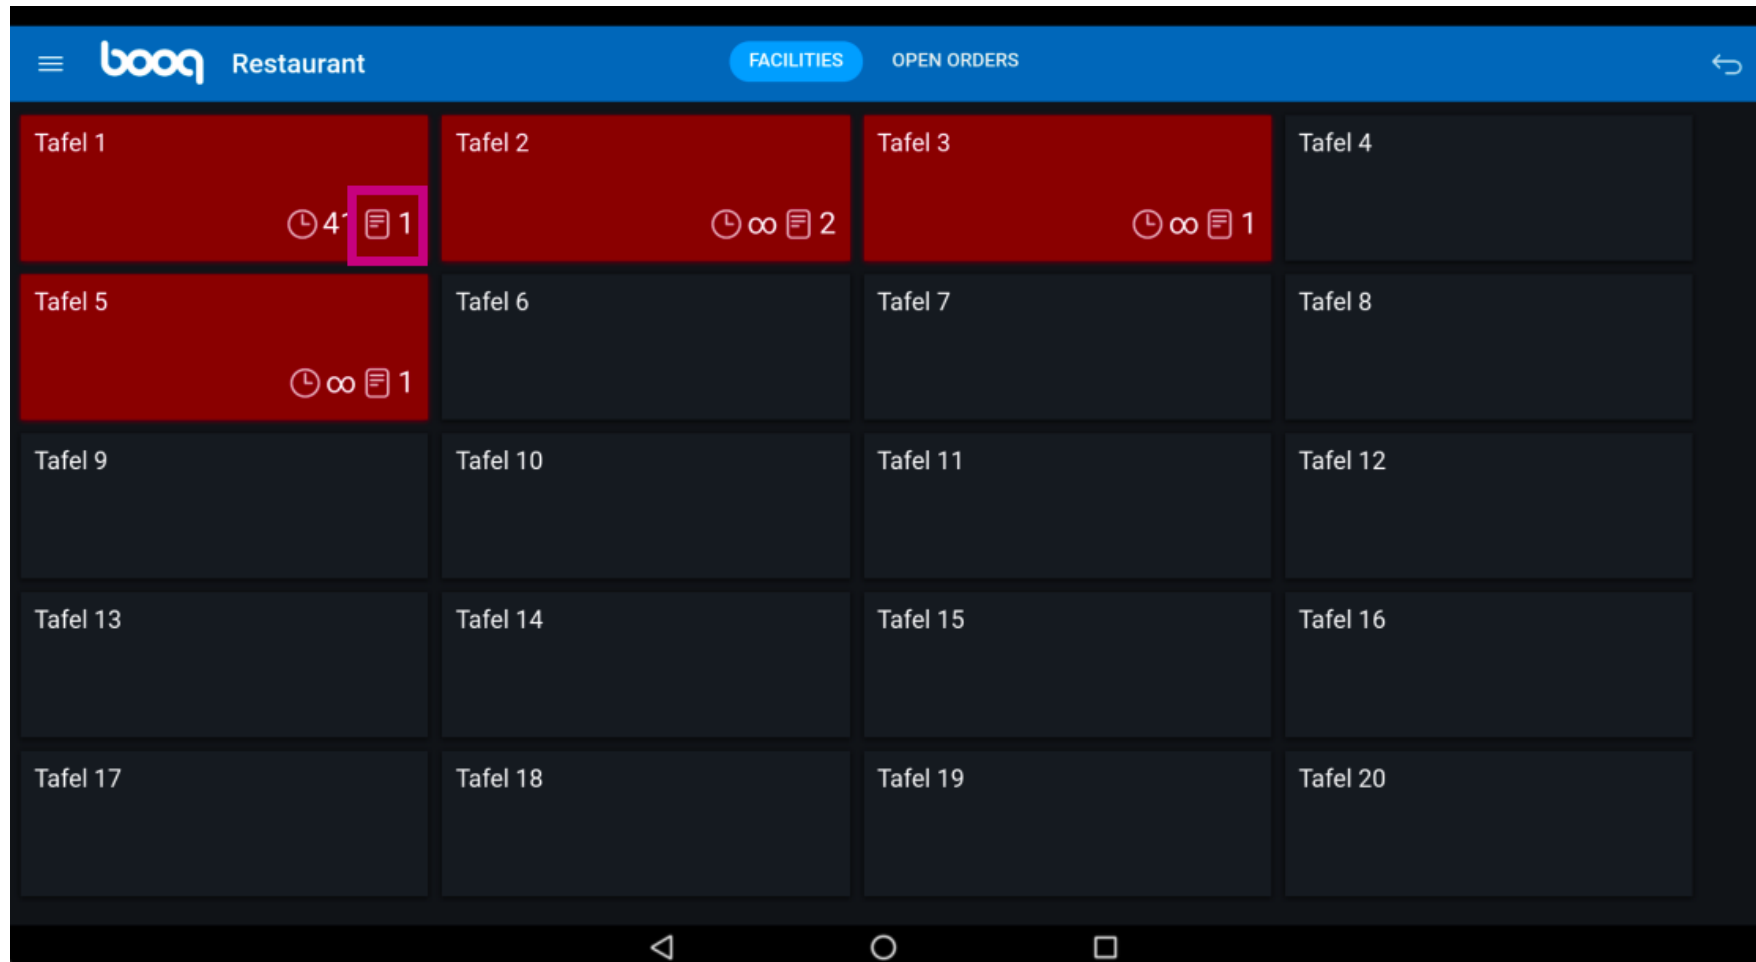 booq Restaurant FACILITIES OPEN ORDERS
Tafel 1 Tafel 2 Tafel 3 Tafel 4
1 ∞ 2 ∞ 1
Tafel 5 Tafel 6 Tafel 7 Tafel 8
∞ 1
Tafel 9 Tafel 10 Tafel 11 Tafel 12
Tafel 13 Tafel 14 Tafel 15 Tafel 16
Tafel 17 Tafel 18 Tafel 19 Tafel 20